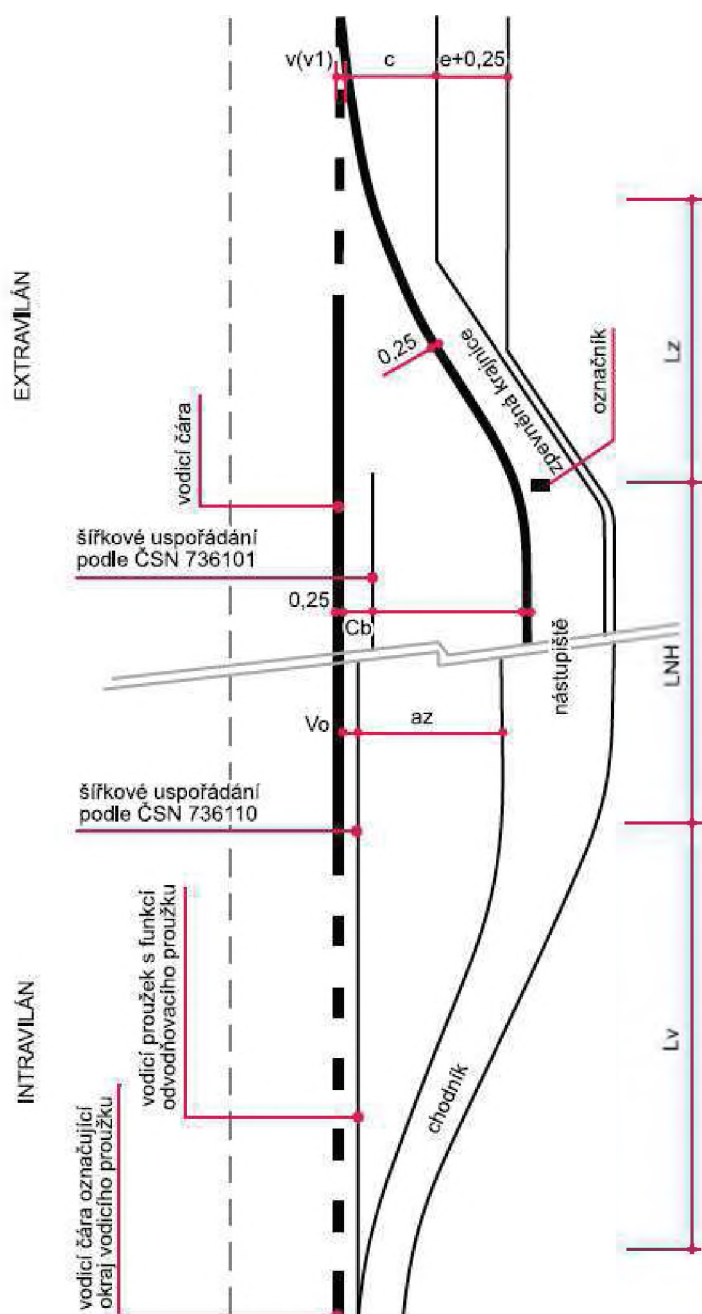 v(v1)
c
e+0,25
EXTRAVILÁN
0,25
zpevněná krajnice
označník
Lz
vodicí čára
šířkové uspořádání
podle ČSN 736101
0,25
Cb
nástupiště
LNH
Vo
az
šířkové uspořádání
podle ČSN 736110
INTRAVILÁN
vodicí proužek s funkcí
odvodňovacího proužku
chodník
Lv
vodicí čára označující
okraj vodicího proužku